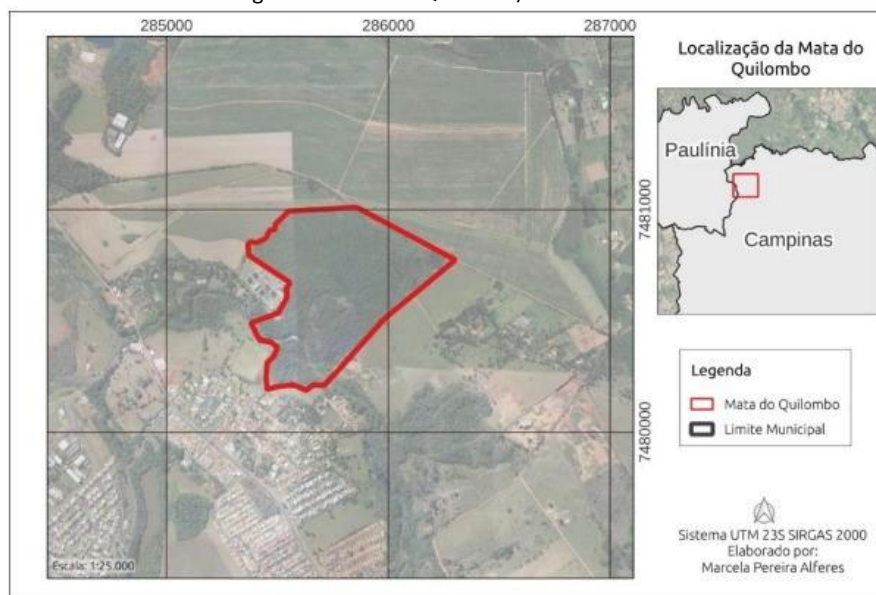 285000
286000
287000
7481000
7480000
Escala: 1:25.000
Localização da Mata do
Quilombo
Paulínia
Campinas
Legenda
Mata do Quilombo
Limite Municipal
Sistema UTM 23S SIRGAS 2000
Elaborado por:
Marcela Pereira Alferes